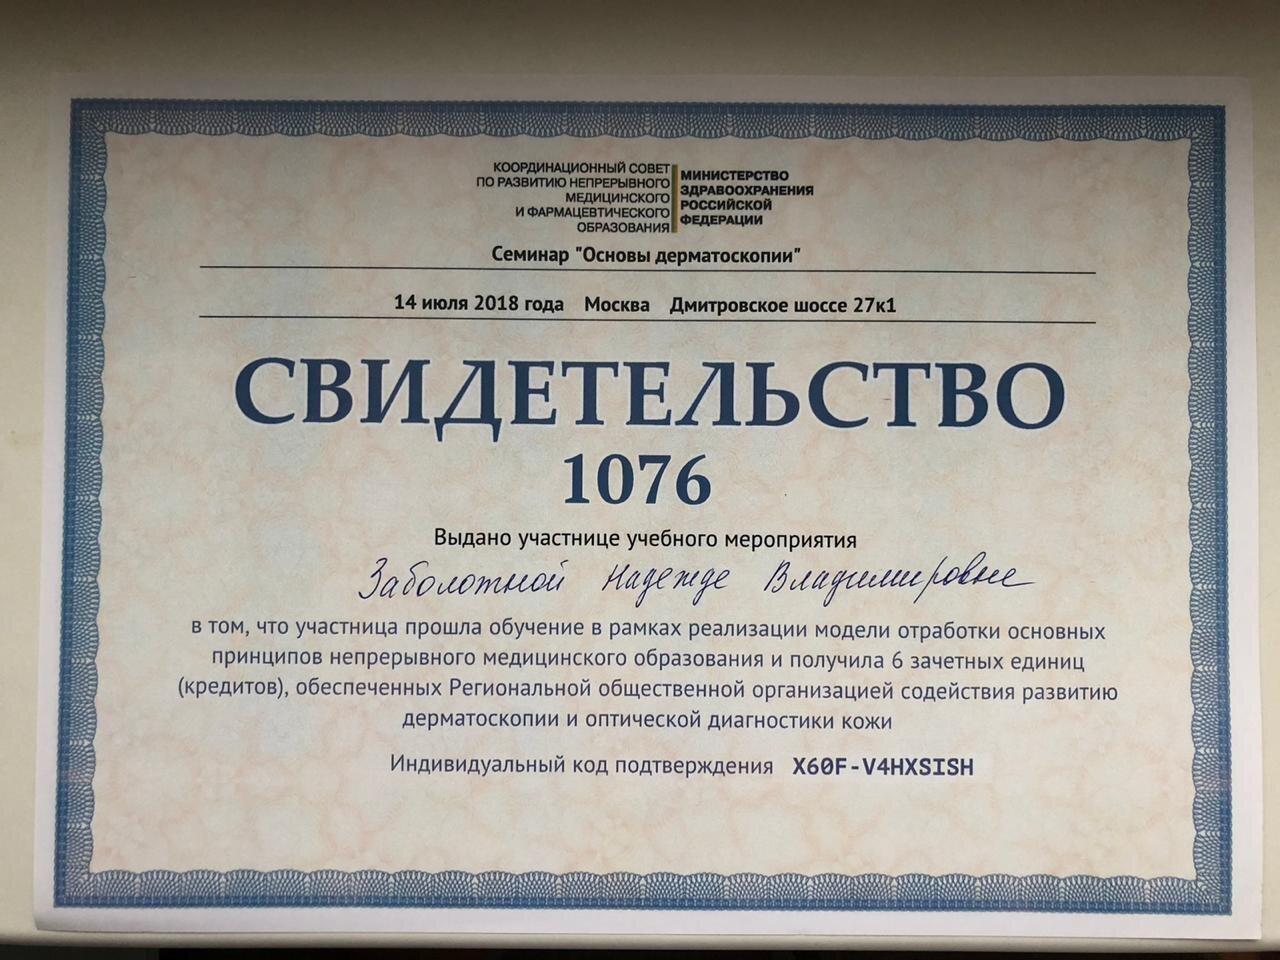 КООРДИНАЦИОННЫЙ СОВЕТ
ПО РАЗВИТИЮ НЕПРЕРЫВНОГО
МЕДИЦИНСКОГО
И ФАРМАЦЕВТИЧЕСКОГО
ОБРАЗОВАНИЯ
МИНИСТЕРСТВО
ЗДРАВООХРАНЕНИЯ
РОССИЙСКОЙ
ФЕДЕРАЦИИ
Семинар "Основы дерматоскопии"
14 июля 2018 года Москва Дмитровское шоссе 27к1
СВИДЕТЕЛЬСТВО
1076
Выдано участнице учебного мероприятия
Заболотной Надежде Владимировне
в том, что участница прошла обучение в рамках реализации модели отработки основных
принципов непрерывного медицинского образования и получила 6 зачетных единиц
(кредитов), обеспеченных Региональной общественной организацией содействия развитию
дерматоскопии и оптической диагностики кожи
Индивидуальный код подтверждения X60F-V4HXSISH